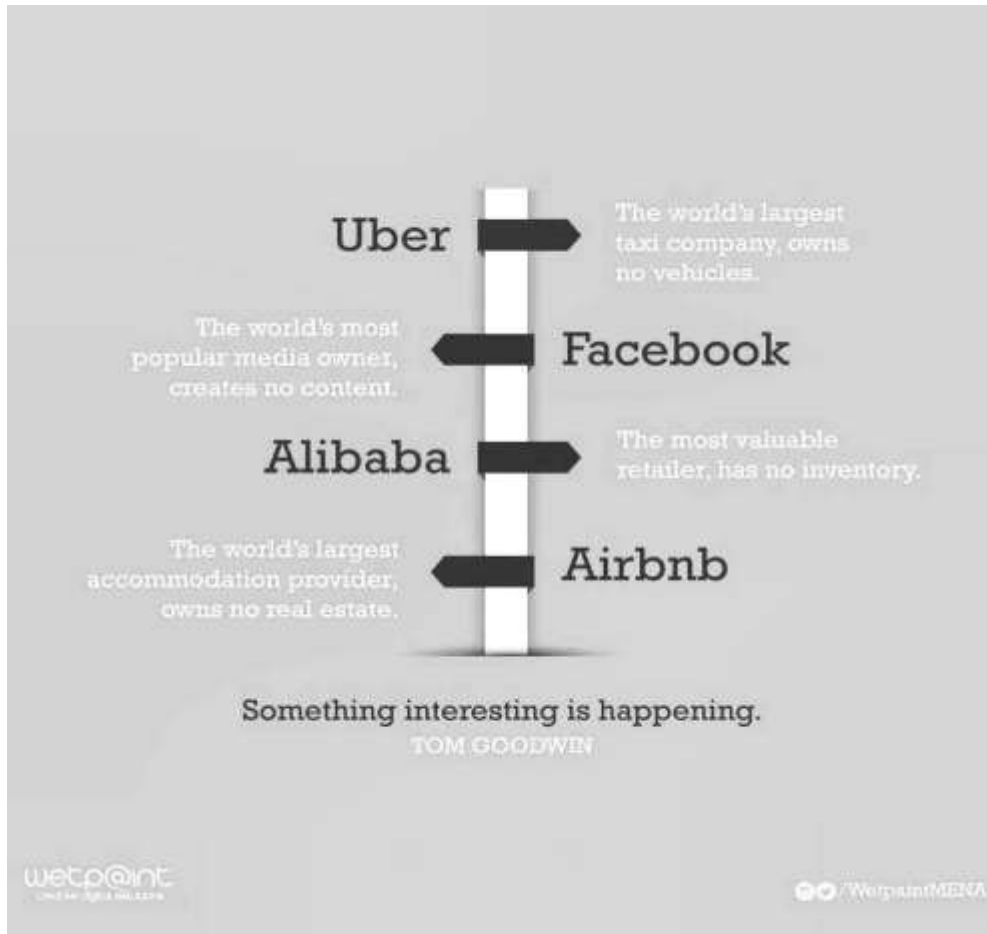 Uber
The world's largest
taxi company, owns
no vehicles.
Facebook
The world's most
popular media owner,
creates no content.
Alibaba
The most valuable
retailer, has no inventory.
Airbnb
The world's largest
accommodation provider,
owns no real estate.
Something interesting is happening.
TOM GOODWIN
wetp@int
/WetpaintMENA